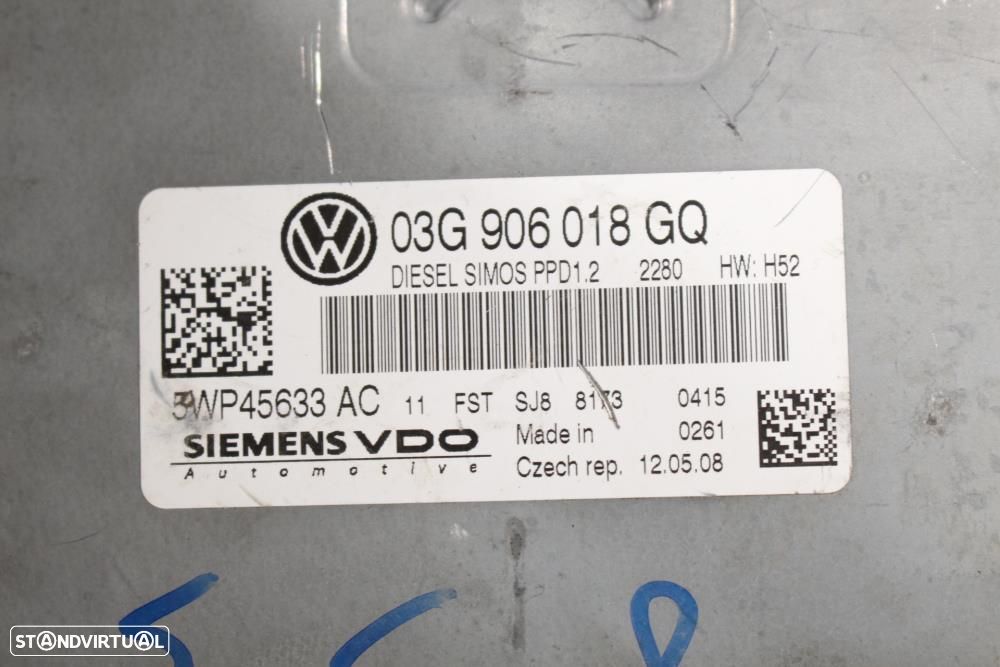 03G 906 018 GQ
DIESEL SIMOS PPD1.2 2280 HW: H52
5WP45633 AC 11 FST SJ8 8173 0415
SIEMENS VDO Made in 0261
Automotive Czech rep. 12.05.08
STANDVIRTUAL